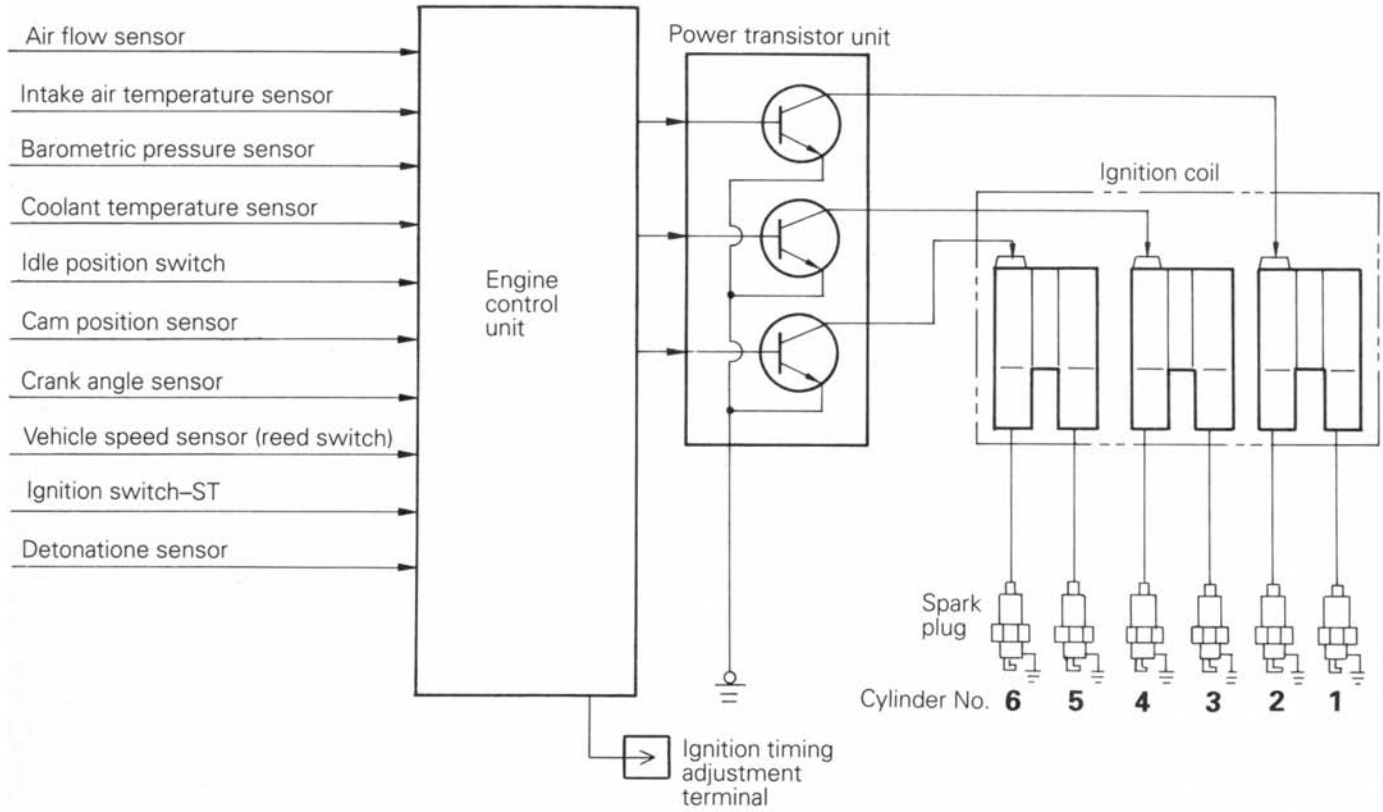 Air flow sensor
Intake air temperature sensor
Barometric pressure sensor
Coolant temperature sensor
Idle position switch
Cam position sensor
Crank angle sensor
Vehicle speed sensor (reed switch)
Ignition switch–ST
Detonatione sensor
Engine
control
unit
Power transistor unit
Ignition coil
Spark
plug
Cylinder No. 6 5 4 3 2 1
Ignition timing
adjustment
terminal